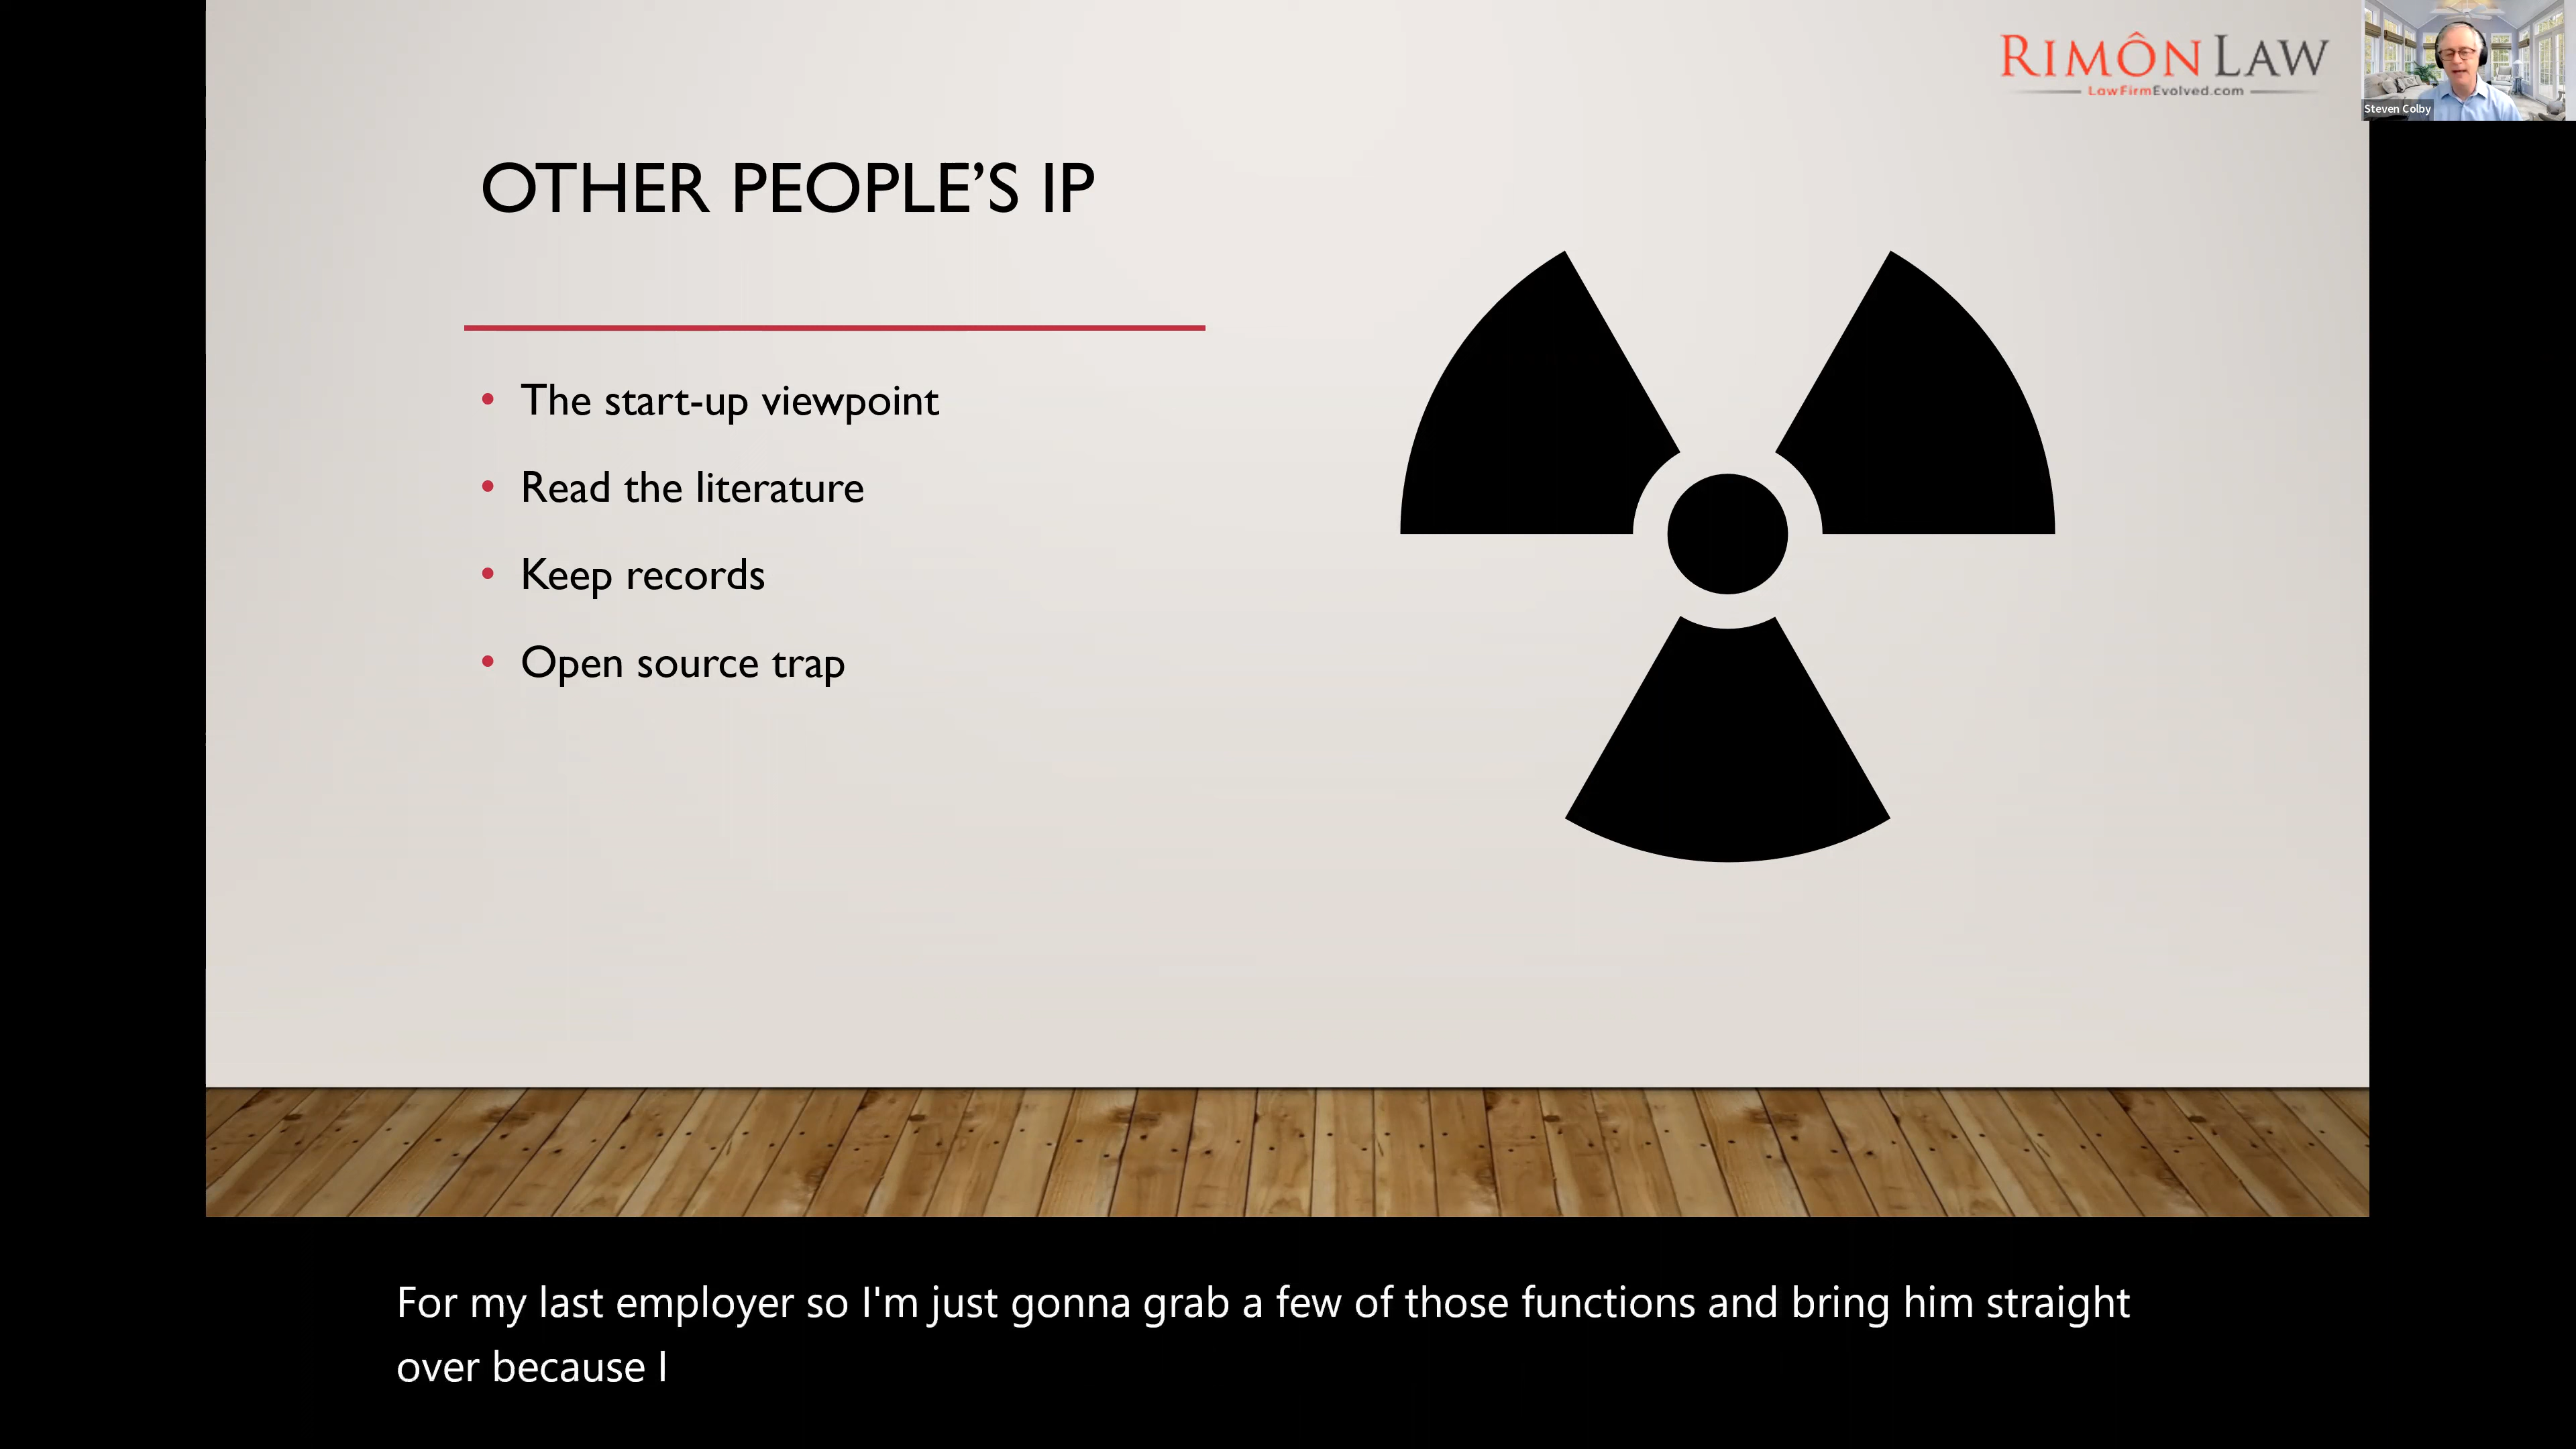 RIMÔN LAW
LawFirmEvolved.com
Steven Colby
OTHER PEOPLE'S IP
• The start-up viewpoint
• Read the literature
• Keep records
• Open source trap
For my last employer so I'm just gonna grab a few of those functions and bring him straight
over because I